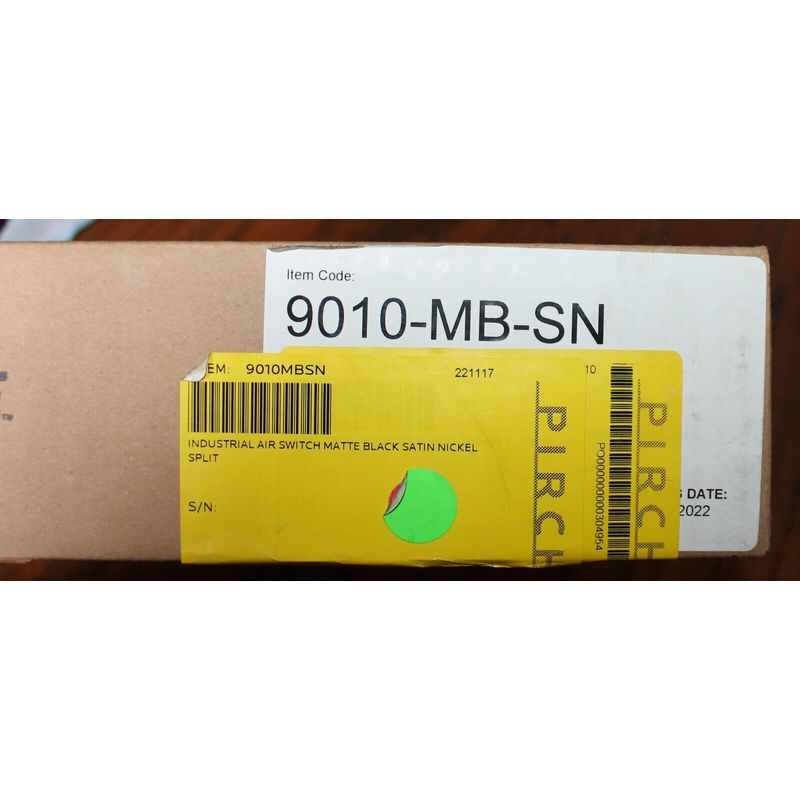 Item Code:
9010-MB-SN
EM: 9010MBSN
221117
10
INDUSTRIAL AIR SWITCH MATTE BLACK SATIN NICKEL
SPLIT
S/N:
PIRCH
PO0000000000304954
PIRCH
G DATE:
2022